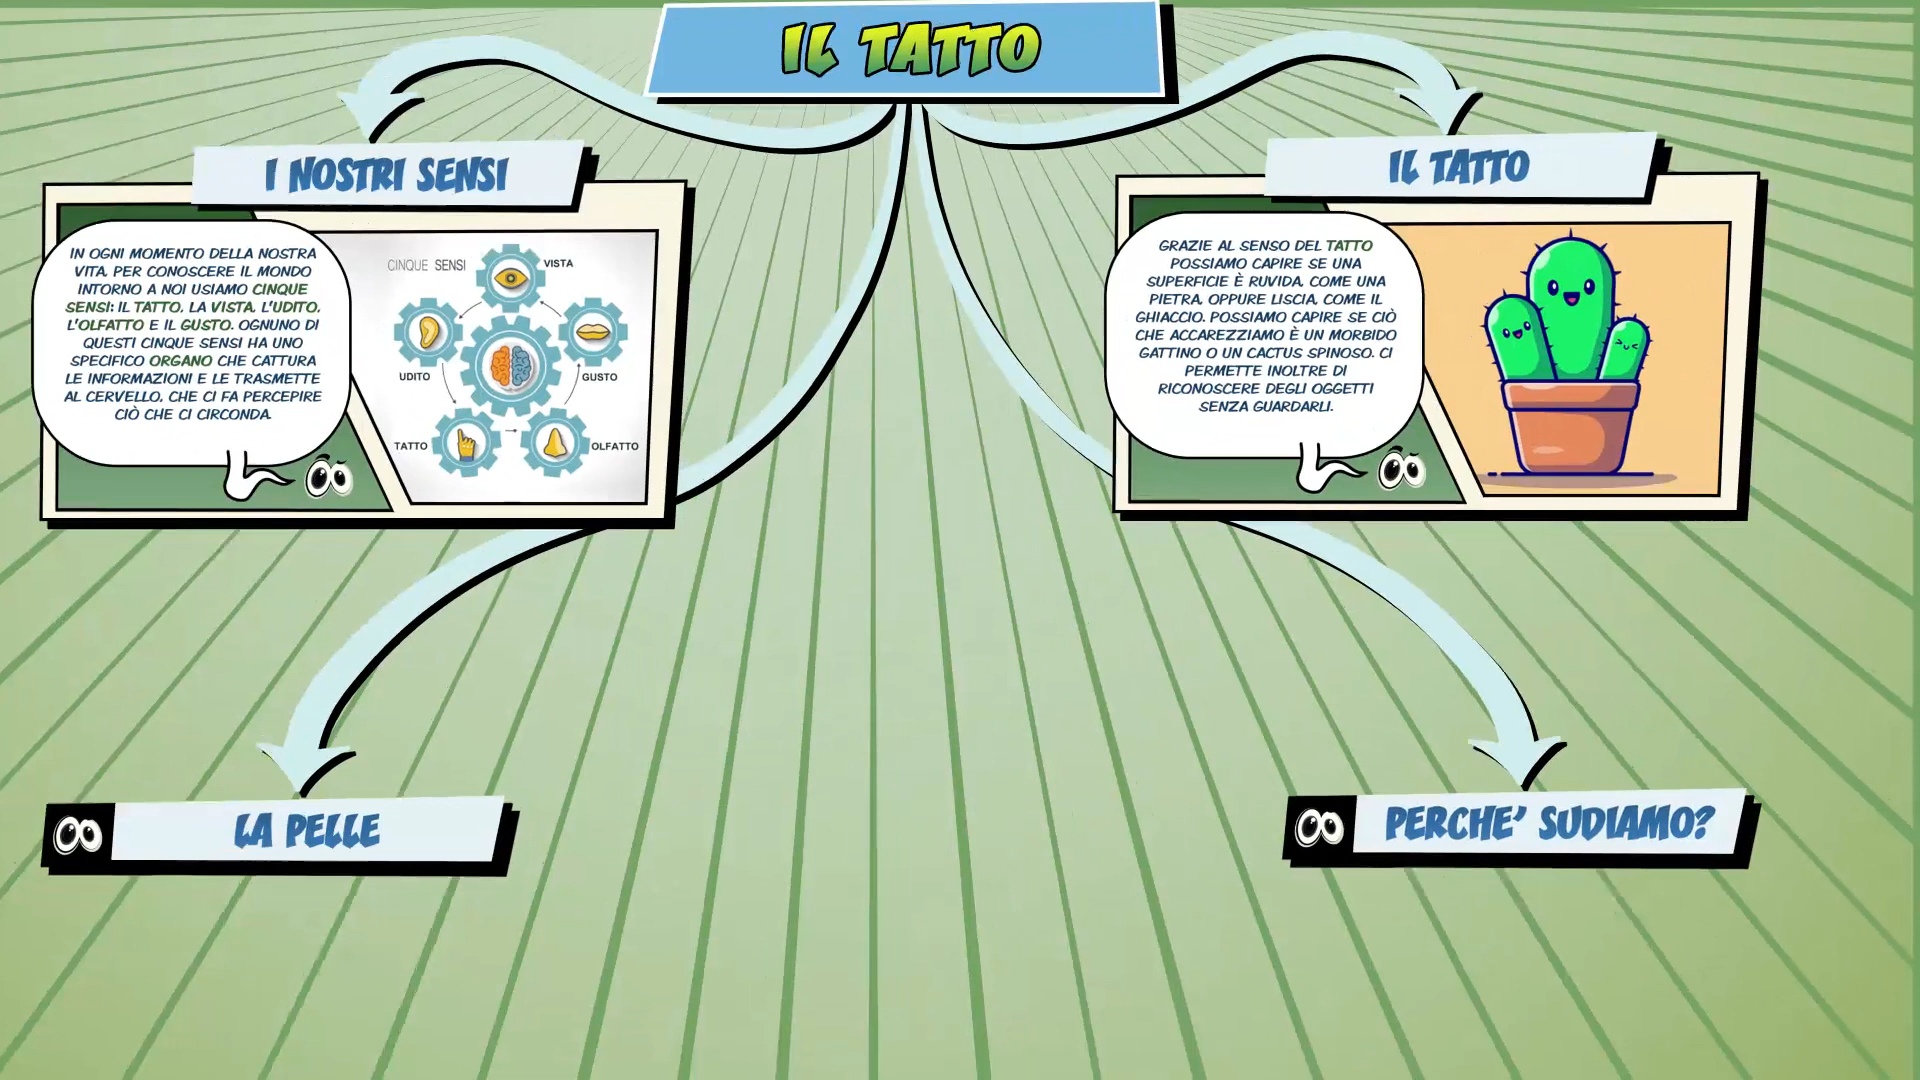 IL TATTO
I NOSTRI SENSI
IN OGNI MOMENTO DELLA NOSTRA
VITA, PER CONOSCERE IL MONDO
INTORNO A NOI USIAMO CINQUE
SENSI: IL TATTO, LA VISTA, L'UDITO,
L'OLFATTO E IL GUSTO. OGNUNO DI
QUESTI CINQUE SENSI HA UNO
SPECIFICO ORGANO CHE CATTURA
LE INFORMAZIONI E LE TRASMETTE
AL CERVELLO, CHE CI FA PERCEPIRE
CIÒ CHE CI CIRCONDA.
CINQUE SENSI
VISTA
UDITO
GUSTO
TATTO
OLFATTO
IL TATTO
GRAZIE AL SENSO DEL TATTO
POSSIAMO CAPIRE SE UNA
SUPERFICIE È RUVIDA, COME UNA
PIETRA, OPPURE LISCIA, COME IL
GHIACCIO. POSSIAMO CAPIRE SE CIÒ
CHE ACCAREZZIAMO È UN MORBIDO
GATTINO O UN CACTUS SPINOSO. CI
PERMETTE INOLTRE DI
RICONOSCERE DEGLI OGGETTI
SENZA GUARDARLI.
LA PELLE
PERCHE' SUDIAMO?